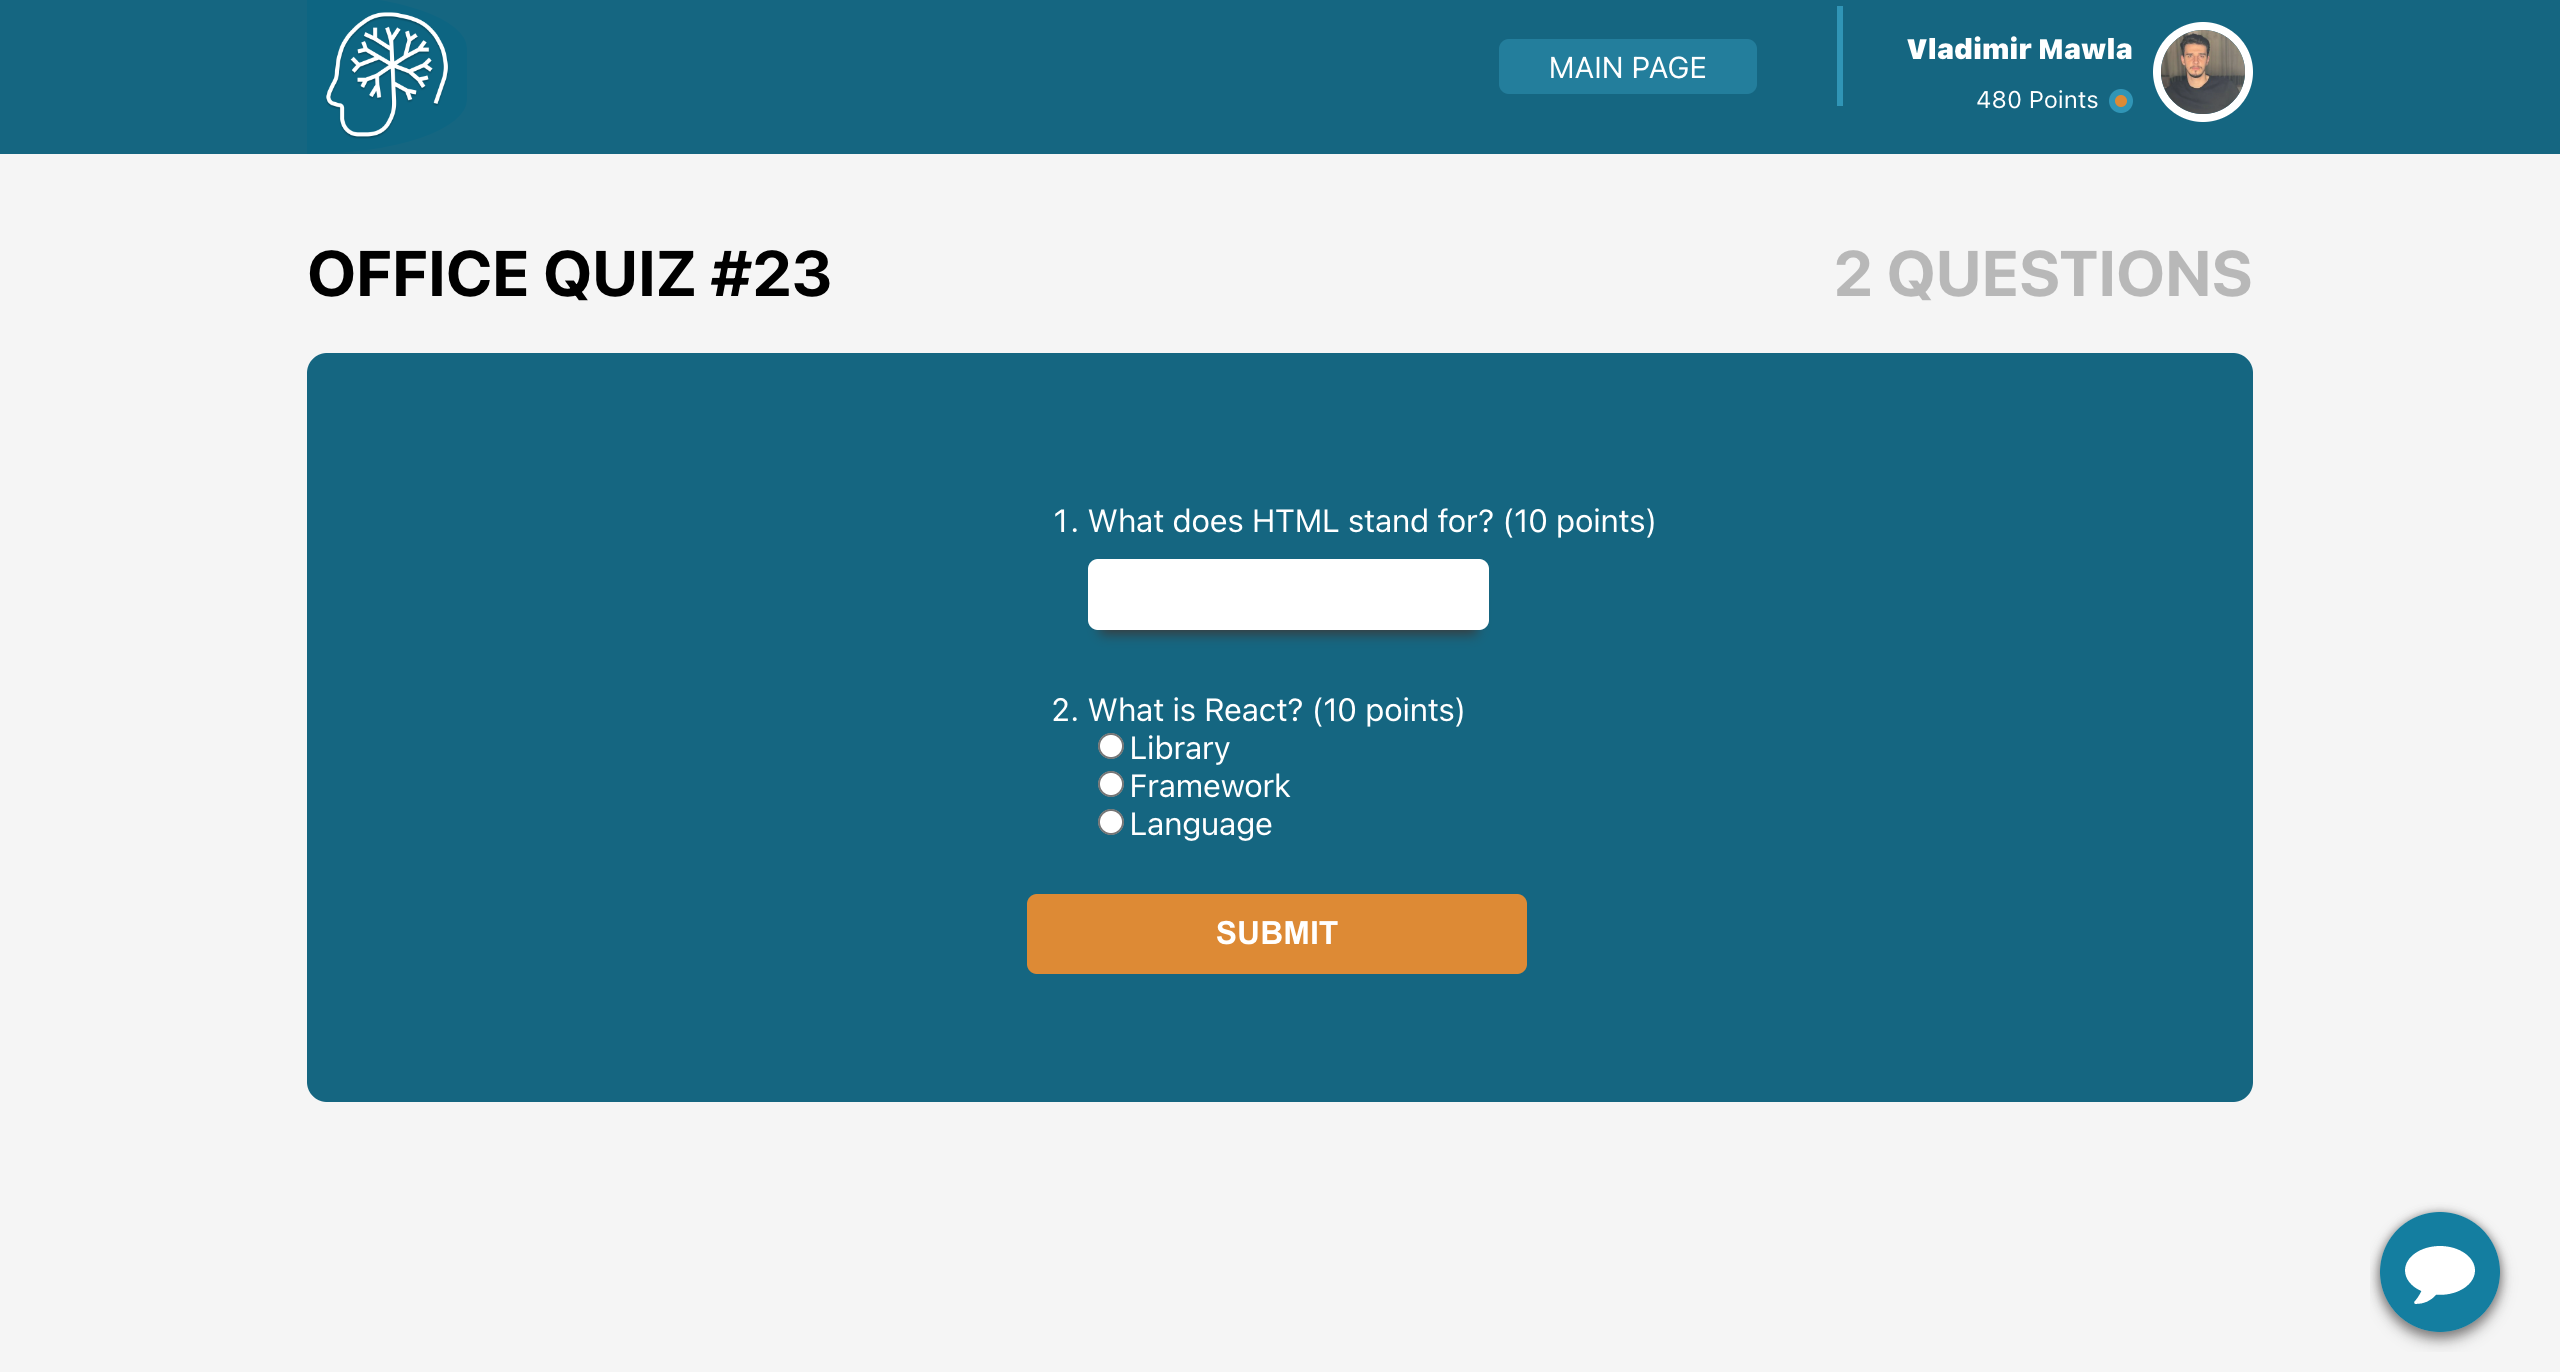 MAIN PAGE
Vladimir Mawla
480 Points
OFFICE QUIZ #23
2 QUESTIONS
1. What does HTML stand for? (10 points)
2. What is React? (10 points)
Library
Framework
Language
SUBMIT